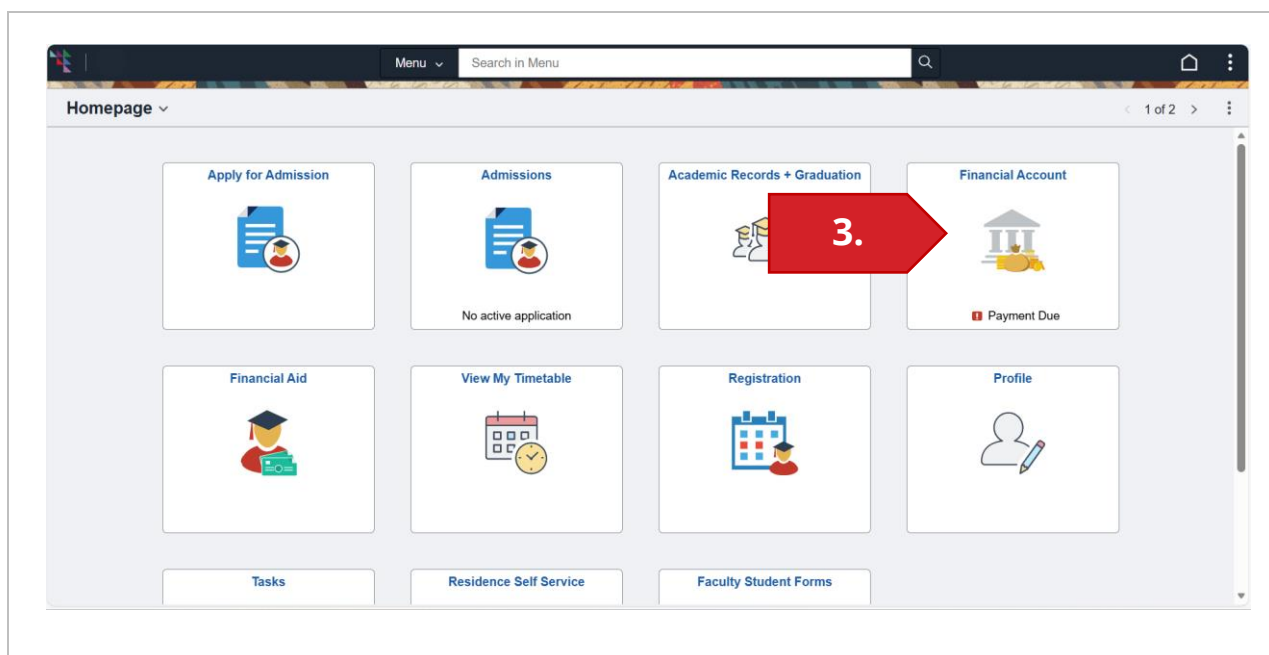 Menu
Search in Menu
Homepage
1 of 2
Apply for Admission
Admissions
Academic Records + Graduation
Financial Account
3.
No active application
Payment Due
Financial Aid
View My Timetable
Registration
Profile
Tasks
Residence Self Service
Faculty Student Forms